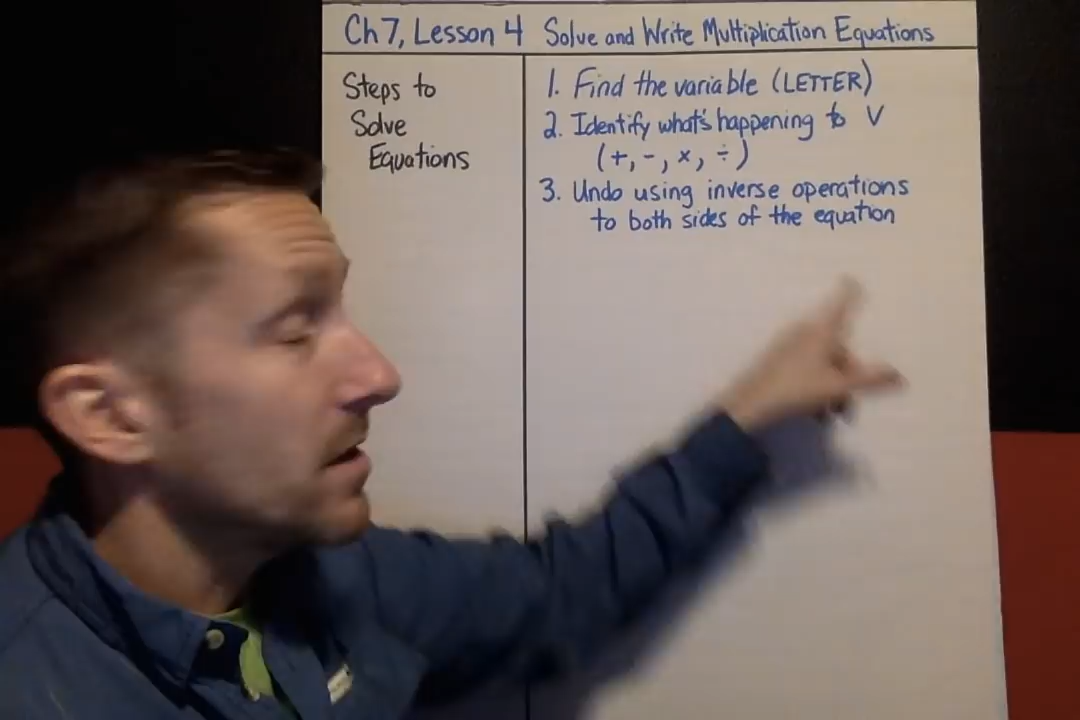 Ch 7, Lesson 4 Solve and Write Multiplication Equations
Steps to
Solve
Equations
1. Find the variable (LETTER)
2. Identify what's happening to V
(+, -, ×, ÷)
3. Undo using inverse operations
to both sides of the equation